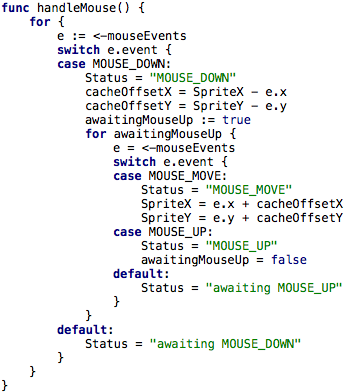 func handleMouse() {
    for {
        e := <-mouseEvents
        switch e.event {
        case MOUSE_DOWN:
            Status = "MOUSE_DOWN"
            cacheOffsetX = SpriteX - e.x
            cacheOffsetY = SpriteY - e.y
            awaitingMouseUp := true
            for awaitingMouseUp {
                e = <-mouseEvents
                switch e.event {
                case MOUSE_MOVE:
                    Status = "MOUSE_MOVE"
                    SpriteX = e.x + cacheOffsetX
                    SpriteY = e.y + cacheOffsetY
                case MOUSE_UP:
                    Status = "MOUSE_UP"
                    awaitingMouseUp = false
                default:
                    Status = "awaiting MOUSE_UP"
                }
            }
        default:
            Status = "awaiting MOUSE_DOWN"
        }
    }
}